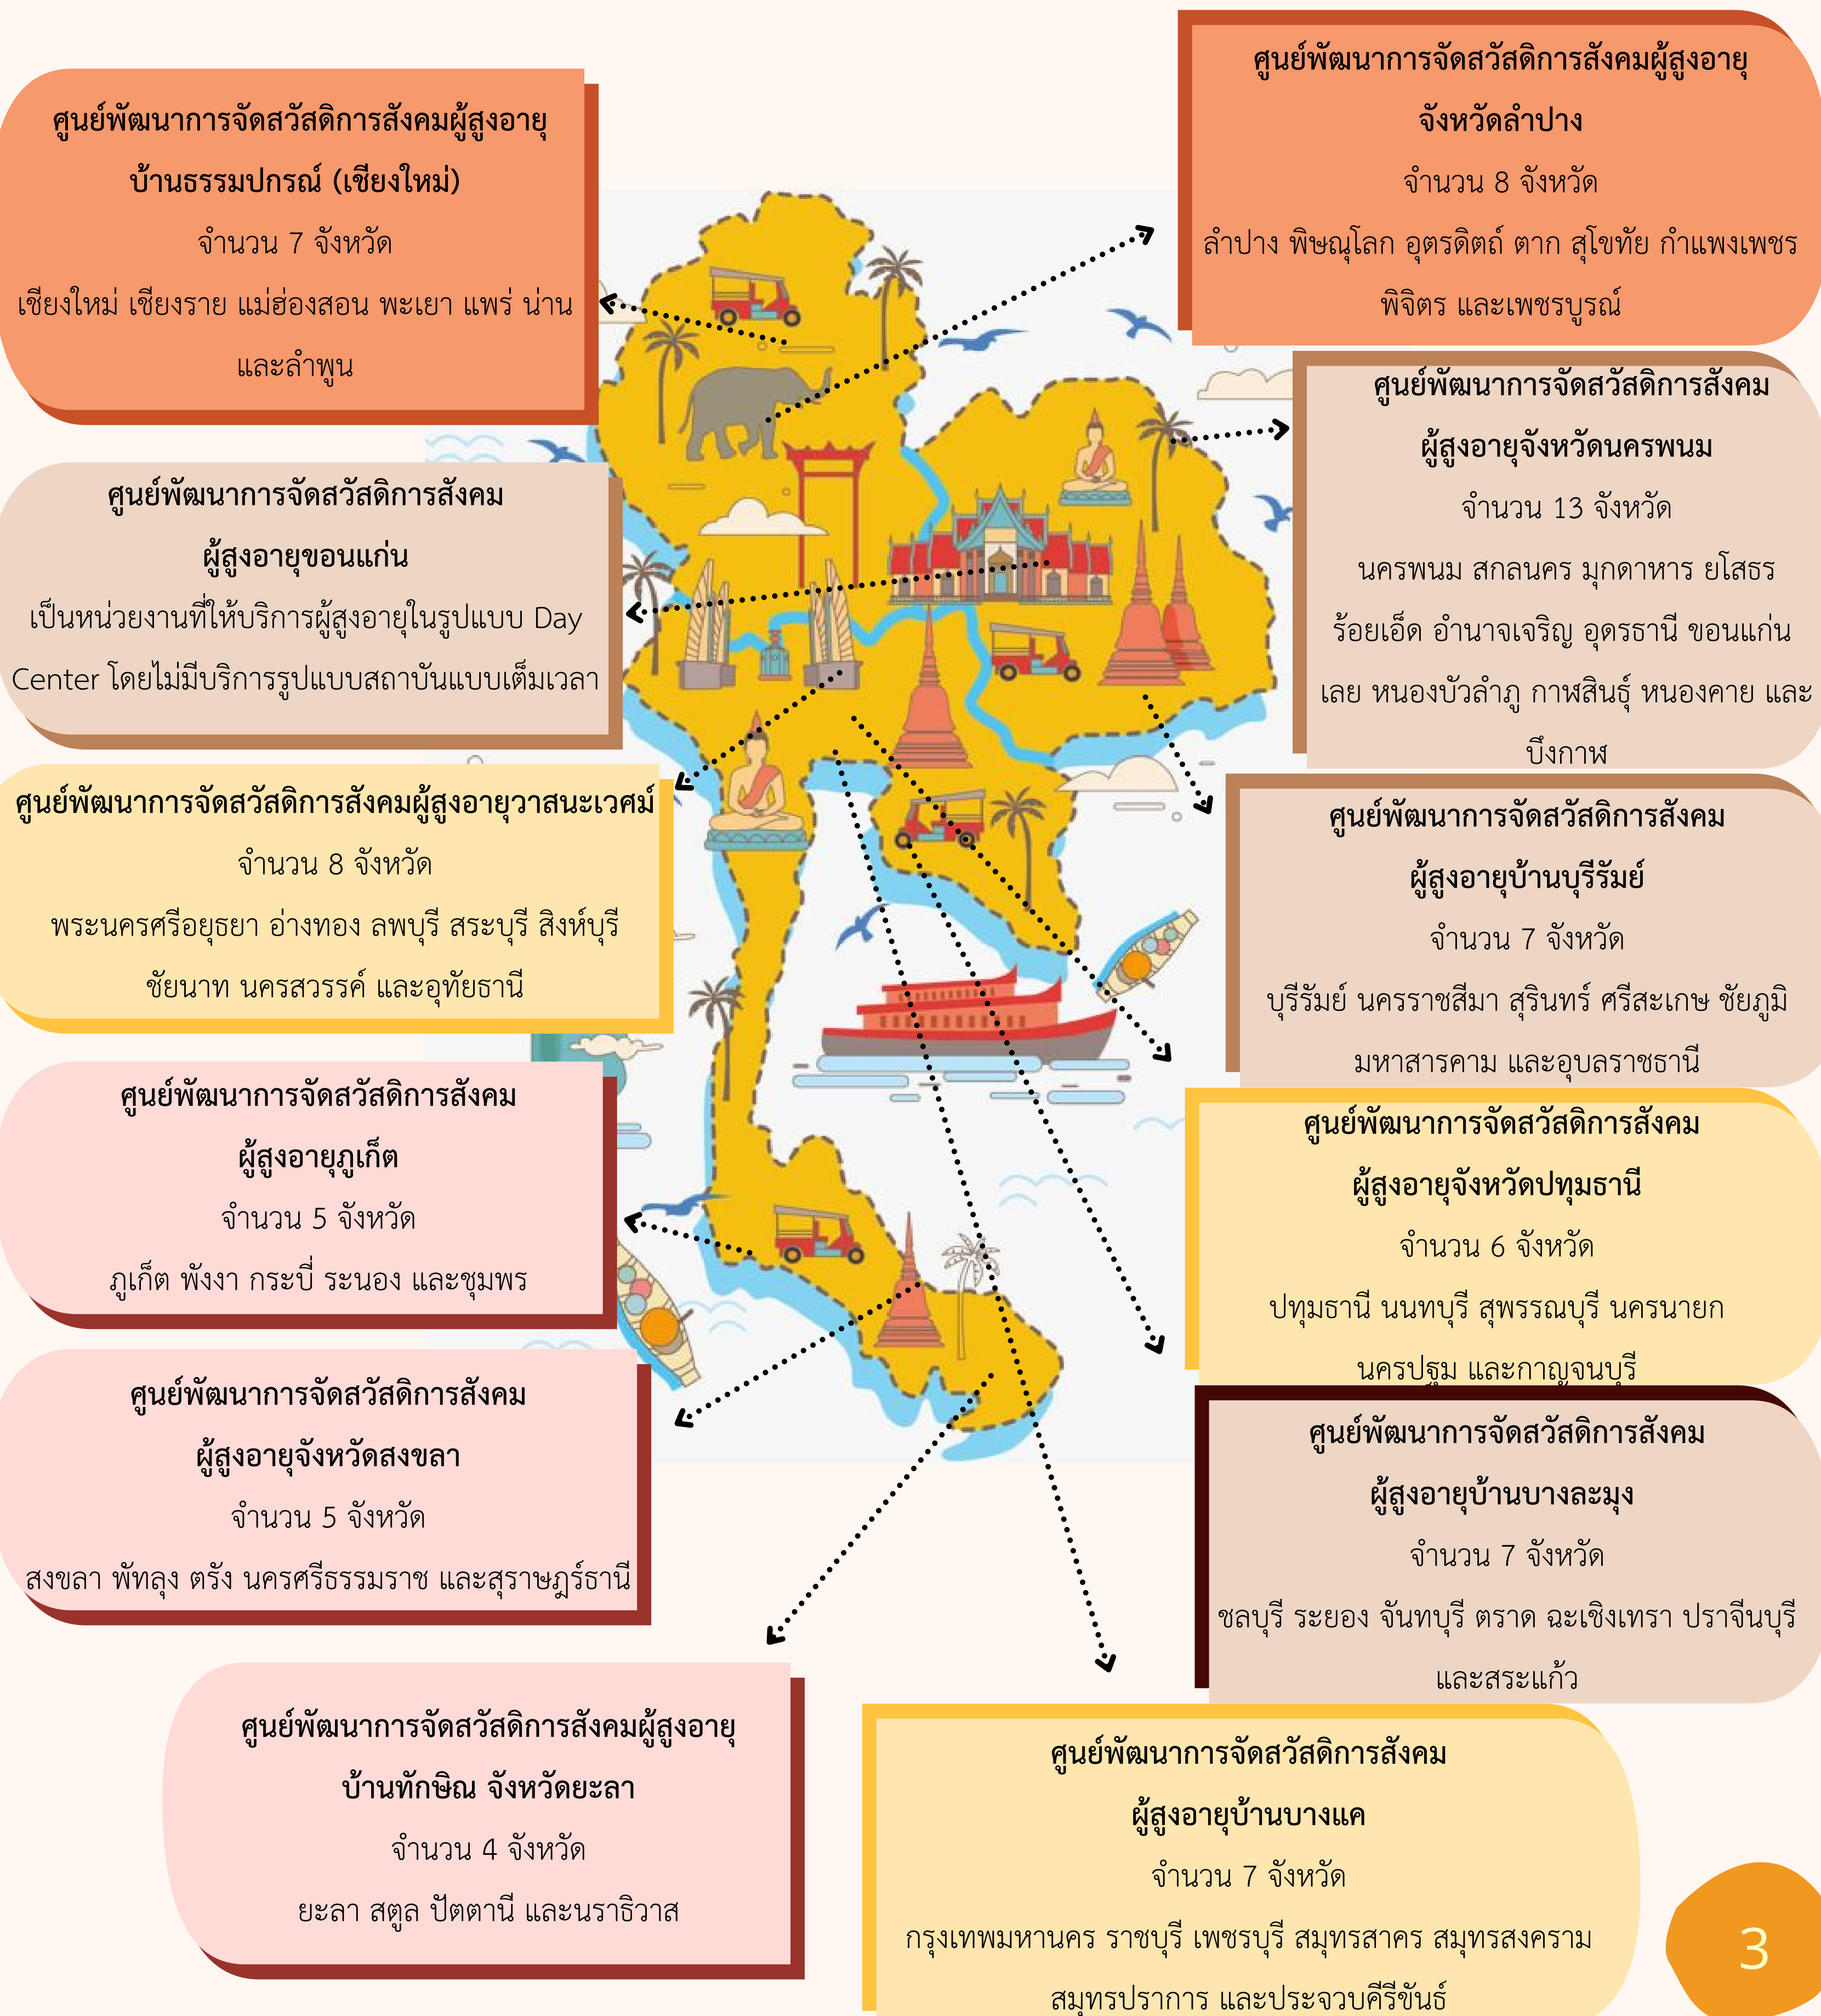 ศูนย์พัฒนาการจัดสวัสดิการสังคมผู้สูงอายุ
บ้านธรรมปกรณ์ (เชียงใหม่)
จำนวน 7 จังหวัด
เชียงใหม่ เชียงราย แม่ฮ่องสอน พะเยา แพร่ น่าน
และลำพูน
ศูนย์พัฒนาการจัดสวัสดิการสังคมผู้สูงอายุ
จังหวัดลำปาง
จำนวน 8 จังหวัด
ลำปาง พิษณุโลก อุตรดิตถ์ ตาก สุโขทัย กำแพงเพชร
พิจิตร และเพชรบูรณ์
ศูนย์พัฒนาการจัดสวัสดิการสังคม
ผู้สูงอายุขอนแก่น
เป็นหน่วยงานที่ให้บริการผู้สูงอายุในรูปแบบ Day
Center โดยไม่มีบริการรูปแบบสถาบันแบบเต็มเวลา
ศูนย์พัฒนาการจัดสวัสดิการสังคม
ผู้สูงอายุจังหวัดนครพนม
จำนวน 13 จังหวัด
นครพนม สกลนคร มุกดาหาร ยโสธร
ร้อยเอ็ด อำนาจเจริญ อุดรธานี ขอนแก่น
เลย หนองบัวลำภู กาฬสินธุ์ หนองคาย และ
บึงกาฬ
ศูนย์พัฒนาการจัดสวัสดิการสังคมผู้สูงอายุวาสนะเวศม์
จำนวน 8 จังหวัด
พระนครศรีอยุธยา อ่างทอง ลพบุรี สระบุรี สิงห์บุรี
ชัยนาท นครสวรรค์ และอุทัยธานี
ศูนย์พัฒนาการจัดสวัสดิการสังคม
ผู้สูงอายุบ้านบุรีรัมย์
จำนวน 7 จังหวัด
บุรีรัมย์ นครราชสีมา สุรินทร์ ศรีสะเกษ ชัยภูมิ
มหาสารคาม และอุบลราชธานี
ศูนย์พัฒนาการจัดสวัสดิการสังคม
ผู้สูงอายุภูเก็ต
จำนวน 5 จังหวัด
ภูเก็ต พังงา กระบี่ ระนอง และชุมพร
ศูนย์พัฒนาการจัดสวัสดิการสังคม
ผู้สูงอายุจังหวัดปทุมธานี
จำนวน 6 จังหวัด
ปทุมธานี นนทบุรี สุพรรณบุรี นครนายก
นครปฐม และกาญจนบุรี
ศูนย์พัฒนาการจัดสวัสดิการสังคม
ผู้สูงอายุจังหวัดสงขลา
จำนวน 5 จังหวัด
สงขลา พัทลุง ตรัง นครศรีธรรมราช และสุราษฎร์ธานี
ศูนย์พัฒนาการจัดสวัสดิการสังคม
ผู้สูงอายุบ้านบางละมุง
จำนวน 7 จังหวัด
ชลบุรี ระยอง จันทบุรี ตราด ฉะเชิงเทรา ปราจีนบุรี
และสระแก้ว
ศูนย์พัฒนาการจัดสวัสดิการสังคมผู้สูงอายุ
บ้านทักษิณ จังหวัดยะลา
จำนวน 4 จังหวัด
ยะลา สตูล ปัตตานี และนราธิวาส
ศูนย์พัฒนาการจัดสวัสดิการสังคม
ผู้สูงอายุบ้านบางแค
จำนวน 7 จังหวัด
กรุงเทพมหานคร ราชบุรี เพชรบุรี สมุทรสาคร สมุทรสงคราม
สมุทรปราการ และประจวบคีรีขันธ์
3